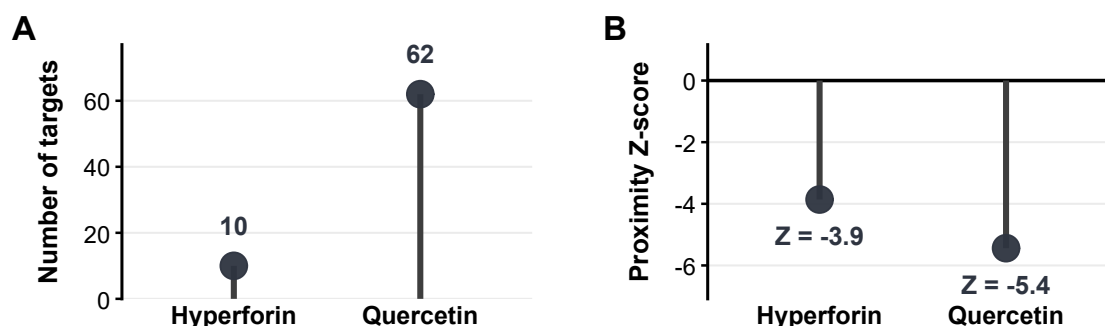 A
Number of targets
60
40
20
0
10
62
Hyperforin
Quercetin
B
Proximity Z-score
0
-2
-4
-6
Z = -3.9
Z = -5.4
Hyperforin
Quercetin